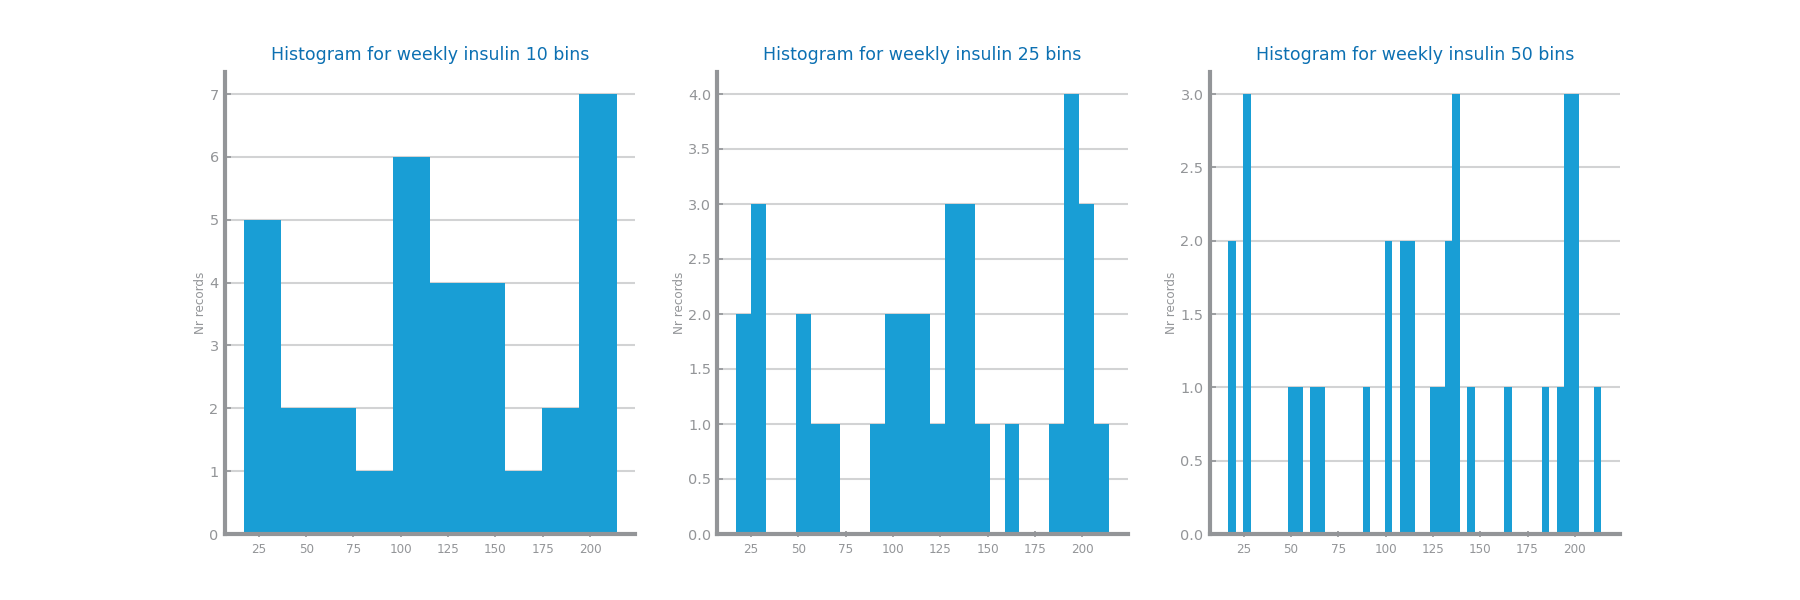 Histogram for weekly insulin 10 bins
7
6
5
4
3
2
1
0
Nr records
25 50 75 100 125 150 175 200
Histogram for weekly insulin 25 bins
4.0
3.5
3.0
2.5
2.0
1.5
1.0
0.5
0.0
Nr records
25 50 75 100 125 150 175 200
Histogram for weekly insulin 50 bins
3.0
2.5
2.0
1.5
1.0
0.5
0.0
Nr records
25 50 75 100 125 150 175 200